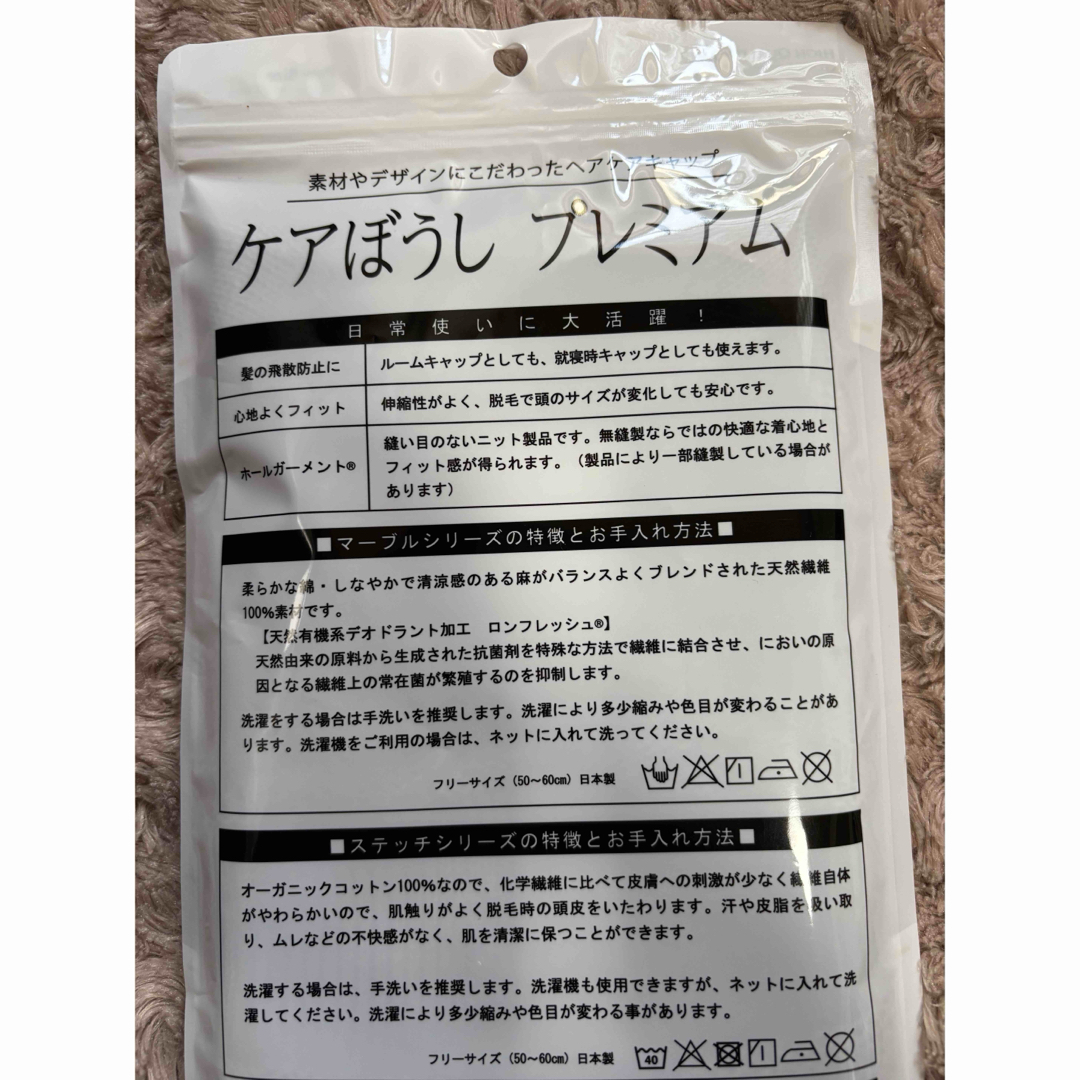 素材やデザインにこだわったヘアケアキャップ
ケアぼうし プレミアム
日常使いに大活躍!
髪の飛散防止に
ルームキャップとしても、就寝時キャップとしても使えます。
心地よくフィット
伸縮性がよく、脱毛で頭のサイズが変化しても安心です。
ホールガーメント®
縫い目のないニット製品です。無縫製ならではの快適な着心地と
フィット感が得られます。（製品により一部縫製している場合が
あります）
■マーブルシリーズの特徴とお手入れ方法■
柔らかな綿・しなやかで清涼感のある麻がバランスよくブレンドされた天然繊維
100%素材です。
【天然有機系デオドラント加工 ロンフレッシュ®】
天然由来の原料から生成された抗菌剤を特殊な方法で繊維に結合させ、においの原
因となる繊維上の常在菌が繁殖するのを抑制します。
洗濯をする場合は手洗いを推奨します。洗濯により多少縮みや色目が変わることがあ
ります。洗濯機をご利用の場合は、ネットに入れて洗ってください。
フリーサイズ（50〜60㎝）日本製
■ステッチシリーズの特徴とお手入れ方法■
オーガニックコットン100%なので、化学繊維に比べて皮膚への刺激が少なく繊維自体
がやわらかいので、肌触りがよく脱毛時の頭皮をいたわります。汗や皮脂を吸い取
り、ムレなどの不快感がなく、肌を清潔に保つことができます。
洗濯する場合は、手洗いを推奨します。洗濯機も使用できますが、ネットに入れて洗
濯してください。洗濯により多少縮みや色目が変わる事があります。
フリーサイズ（50〜60㎝）日本製 40